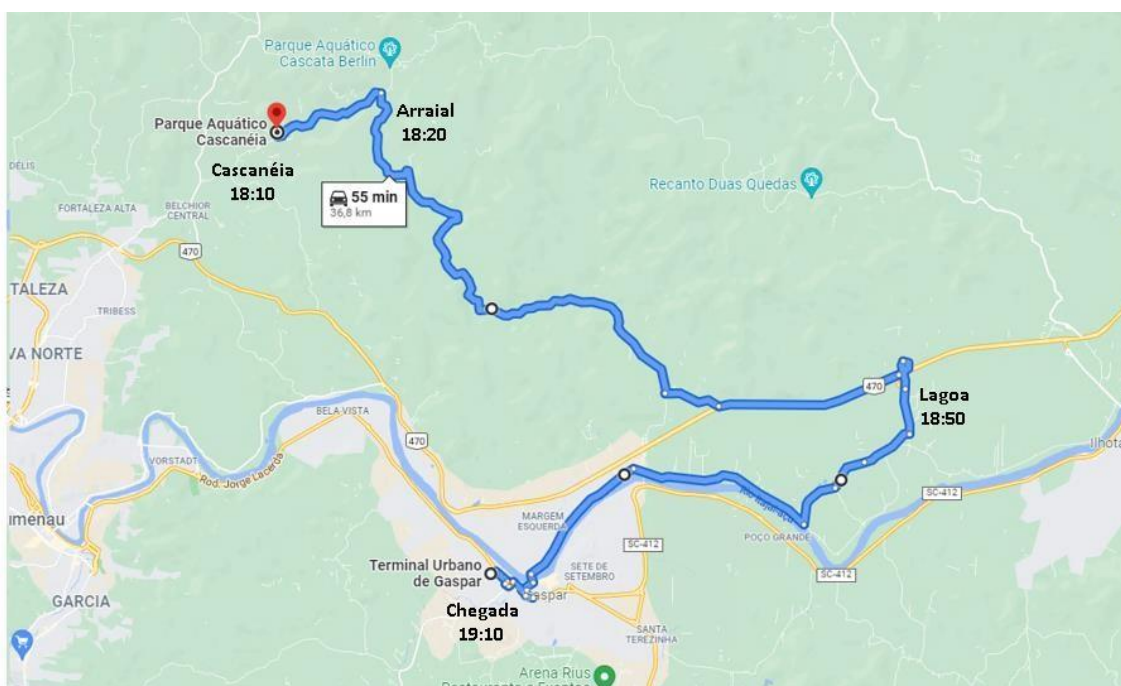 Parque Aquático
Cascata Berlin
Arraial
18:20
Parque Aquático
Cascanéia
Cascanéia
18:10
DÉLIS
55 min
36,8 km
Recanto Duas Quedas
FORTALEZA ALTA
BELCHIOR
CENTRAL
470
TALEZA
TRIBESS
VA NORTE
470
Lagoa
18:50
BELA VISTA
470
Ilhota
VORSTADT
Rod. Jorge Lacerda
umenau
SC-412
MARGEM
ESQUERDA
POÇO GRANDE
SC-412
Terminal Urbano
de Gaspar
SETE DE
SETEMBRO
SC-412
Gaspar
GARCIA
Chegada
19:10
SANTA
TEREZINHA
Arena Rius